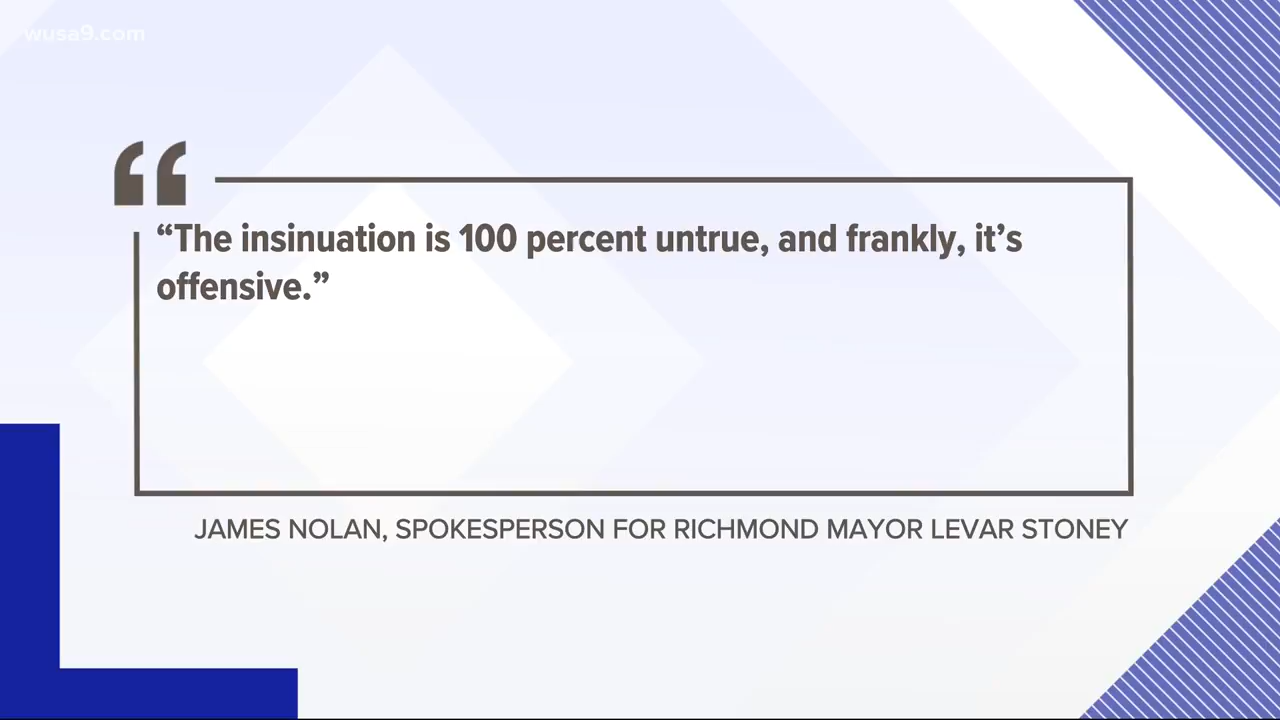 wusa9.com
“
“The insinuation is 100 percent untrue, and frankly, it’s
offensive.”
JAMES NOLAN, SPOKESPERSON FOR RICHMOND MAYOR LEVAR STONEY